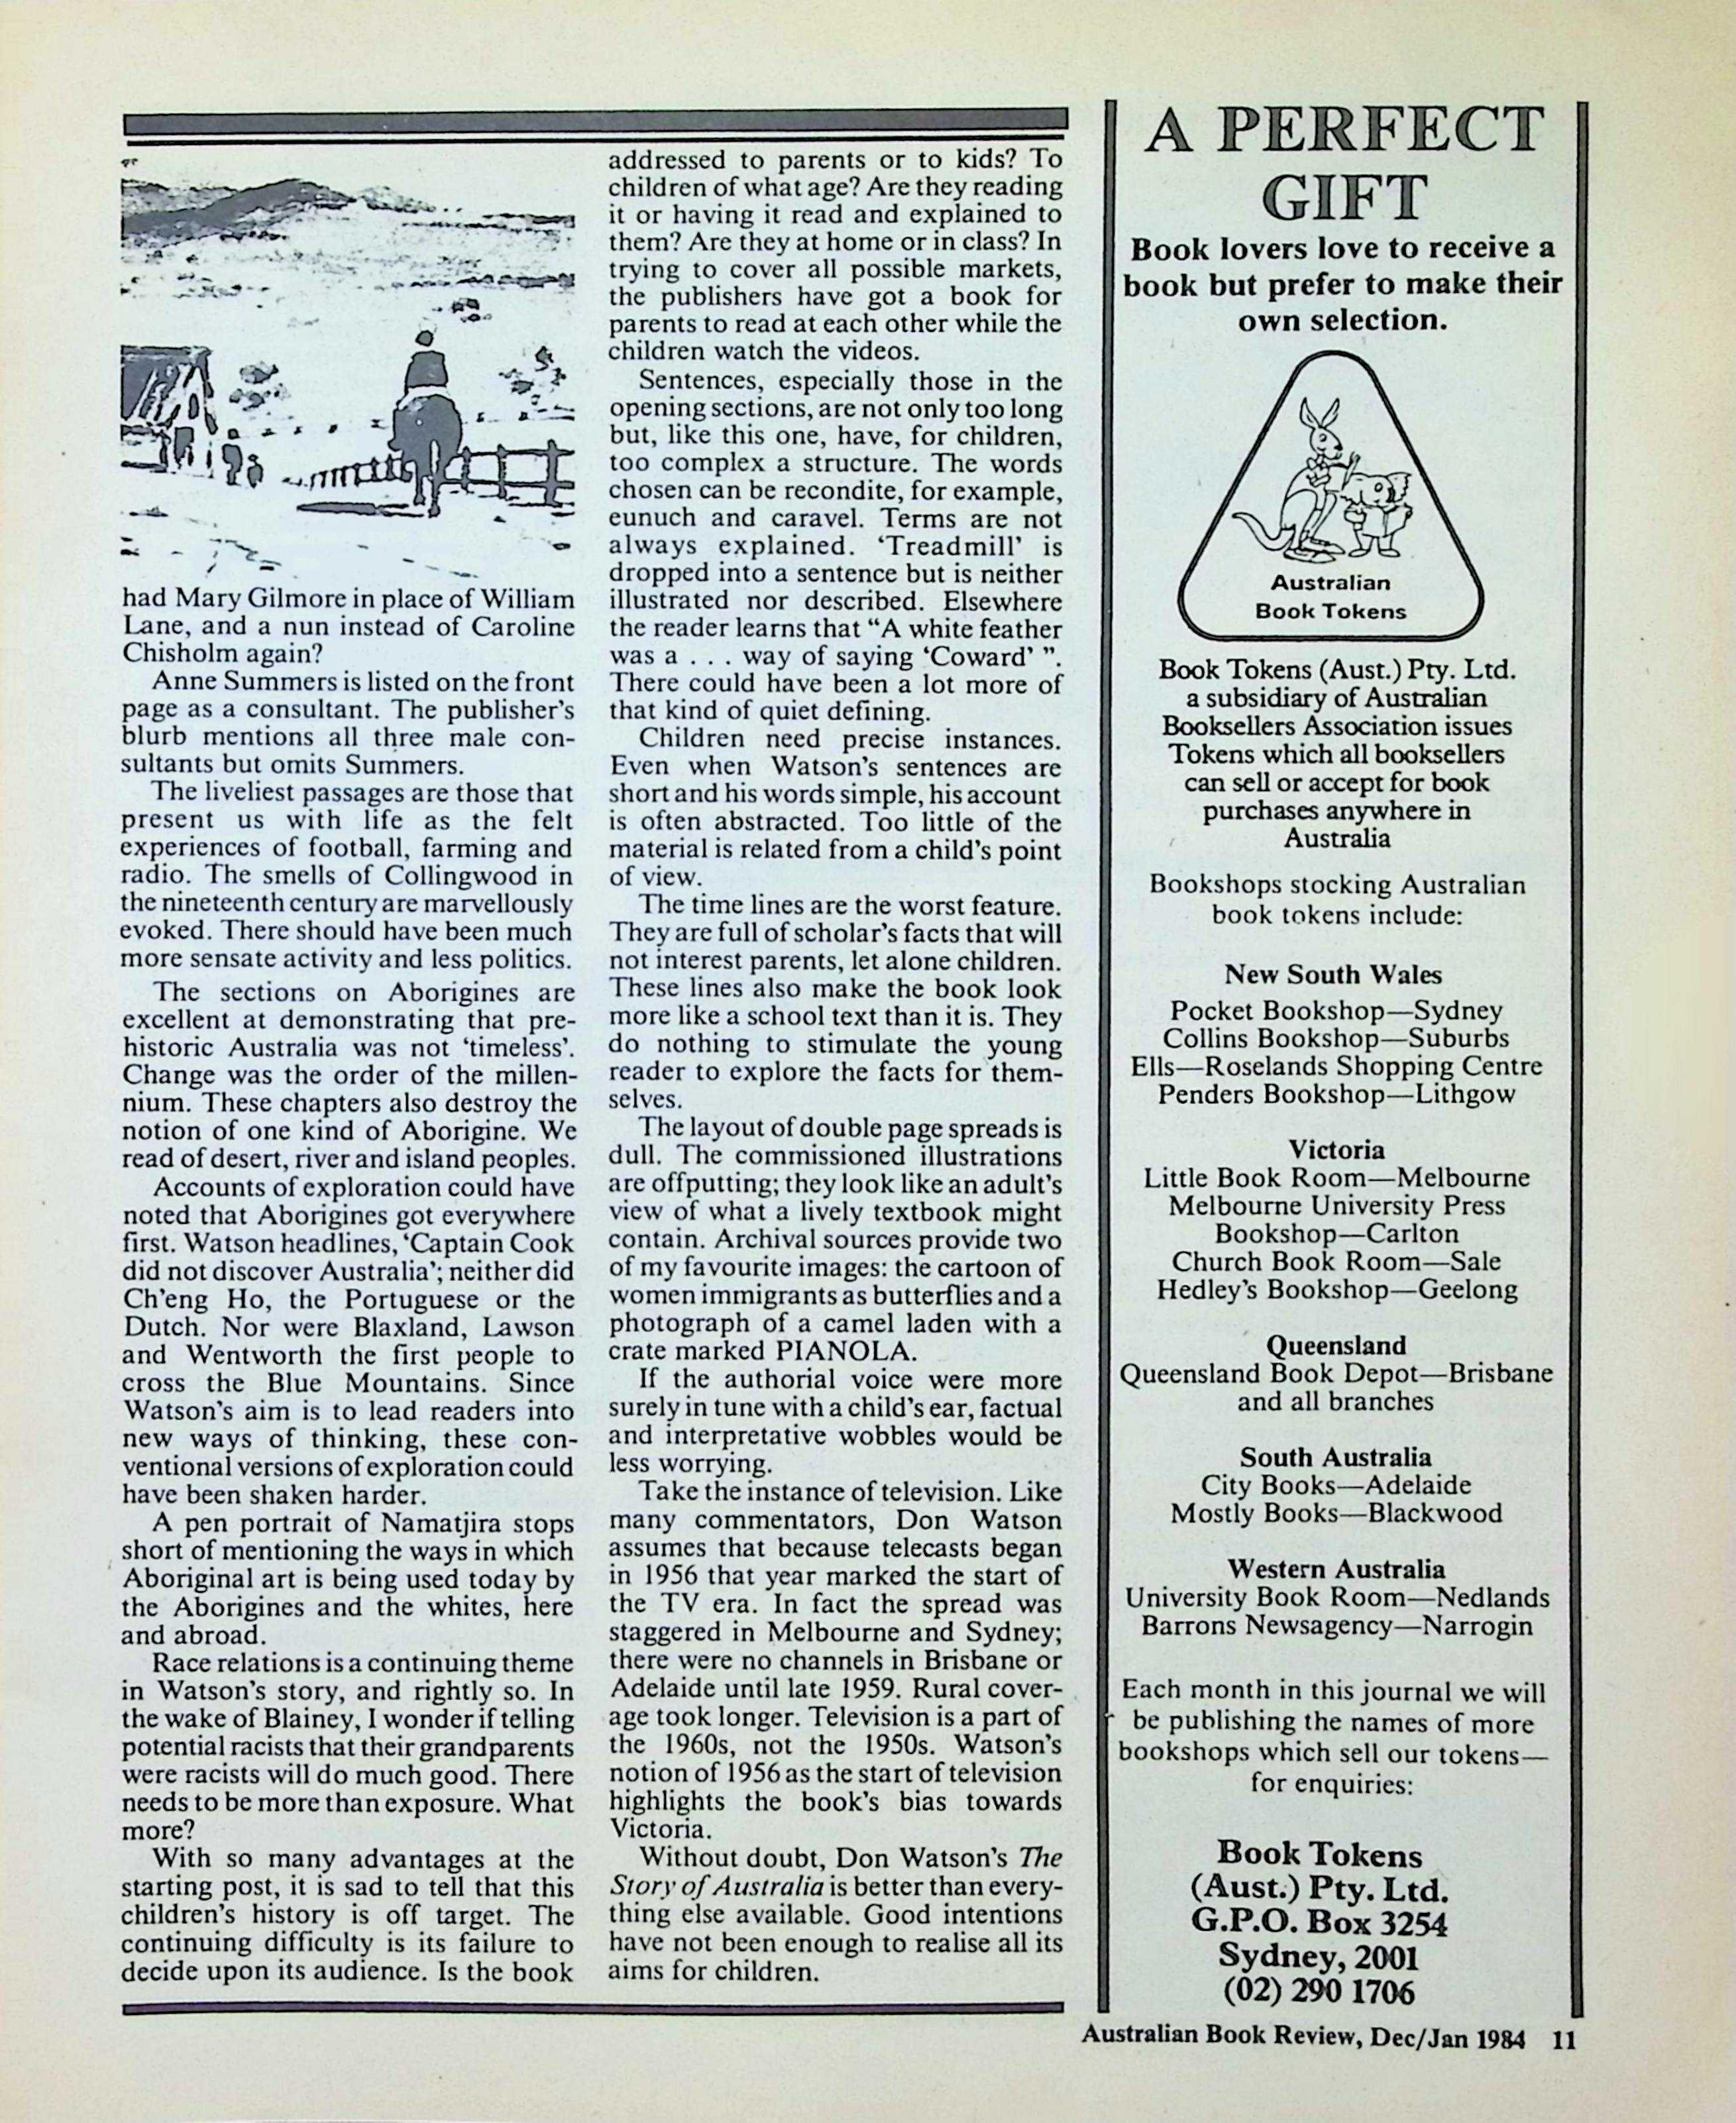 had Mary Gilmore in place of William
Lane, and a nun instead of Caroline
Chisholm again?
Anne Summers is listed on the front
page as a consultant. The publisher's
blurb mentions all three male con-
sultants but omits Summers.
The liveliest passages are those that
present us with life as the felt
experiences of football, farming and
radio. The smells of Collingwood in
the nineteenth century are marvellously
evoked. There should have been much
more sensate activity and less politics.
The sections on Aborigines are
excellent at demonstrating that pre-
historic Australia was not ‘timeless’.
Change was the order of the millen-
nium. These chapters also destroy the
notion of one kind of Aborigine. We
read of desert, river and island peoples.
Accounts of exploration could have
noted that Aborigines got everywhere
first. Watson headlines, ‘Captain Cook
did not discover Australia’; neither did
Ch'eng Ho, the Portuguese or the
Dutch. Nor were Blaxland, Lawson
and Wentworth the first people to
cross the Blue Mountains. Since
Watson's aim is to lead readers into
new ways of thinking, these con-
ventional versions of exploration could
have been shaken harder.
A pen portrait of Namatjira stops
short of mentioning the ways in which
Aboriginal art is being used today by
the Aborigines and the whites, here
and abroad.
Race relations is a continuing theme
in Watson's story, and rightly so. In
the wake of Blainey, I wonder if telling
potential racists that their grandparents
were racists will do much good. There
needs to be more than exposure. What
more?
With so many advantages at the
starting post, it is sad to tell that this
children's history is off target. The
continuing difficulty is its failure to
decide upon its audience. Is the book
addressed to parents or to kids? To
children of what age? Are they reading
it or having it read and explained to
them? Are they at home or in class? In
trying to cover all possible markets,
the publishers have got a book for
parents to read at each other while the
children watch the videos.
Sentences, especially those in the
opening sections, are not only too long
but, like this one, have, for children,
too complex a structure. The words
chosen can be recondite, for example,
eunuch and caravel. Terms are not
always explained. ‘Treadmill’ is
dropped into a sentence but is neither
illustrated nor described. Elsewhere
the reader learns that “A white feather
was a . . . way of saying ‘Coward’ ”.
There could have been a lot more of
that kind of quiet defining.
Children need precise instances.
Even when Watson's sentences are
short and his words simple, his account
is often abstracted. Too little of the
material is related from a child's point
of view.
The time lines are the worst feature.
They are full of scholar's facts that will
not interest parents, let alone children.
These lines also make the book look
more like a school text than it is. They
do nothing to stimulate the young
reader to explore the facts for them-
selves.
The layout of double page spreads is
dull. The commissioned illustrations
are offputting; they look like an adult's
view of what a lively textbook might
contain. Archival sources provide two
of my favourite images: the cartoon of
women immigrants as butterflies and a
photograph of a camel laden with a
crate marked PIANOLA.
If the authorial voice were more
surely in tune with a child's ear, factual
and interpretative wobbles would be
less worrying.
Take the instance of television. Like
many commentators, Don Watson
assumes that because telecasts began
in 1956 that year marked the start of
the TV era. In fact the spread was
staggered in Melbourne and Sydney;
there were no channels in Brisbane or
Adelaide until late 1959. Rural cover-
age took longer. Television is a part of
the 1960s, not the 1950s. Watson's
notion of 1956 as the start of television
highlights the book's bias towards
Victoria.
Without doubt, Don Watson's The
Story of Australia is better than every-
thing else available. Good intentions
have not been enough to realise all its
aims for children.
A PERFECT
GIFT
Book lovers love to receive a
book but prefer to make their
own selection.
Australian
Book Tokens
Book Tokens (Aust.) Pty. Ltd.
a subsidiary of Australian
Booksellers Association issues
Tokens which all booksellers
can sell or accept for book
purchases anywhere in
Australia
Bookshops stocking Australian
book tokens include:
New South Wales
Pocket Bookshop—Sydney
Collins Bookshop—Suburbs
Ells—Roselands Shopping Centre
Penders Bookshop—Lithgow
Victoria
Little Book Room—Melbourne
Melbourne University Press
Bookshop—Carlton
Church Book Room—Sale
Hedley's Bookshop—Geelong
Queensland
Queensland Book Depot—Brisbane
and all branches
South Australia
City Books—Adelaide
Mostly Books—Blackwood
Western Australia
University Book Room—Nedlands
Barrons Newsagency—Narrogin
Each month in this journal we will
be publishing the names of more
bookshops which sell our tokens—
for enquiries:
Book Tokens
(Aust.) Pty. Ltd.
G.P.O. Box 3254
Sydney, 2001
(02) 290 1706
Australian Book Review, Dec/Jan 1984 11